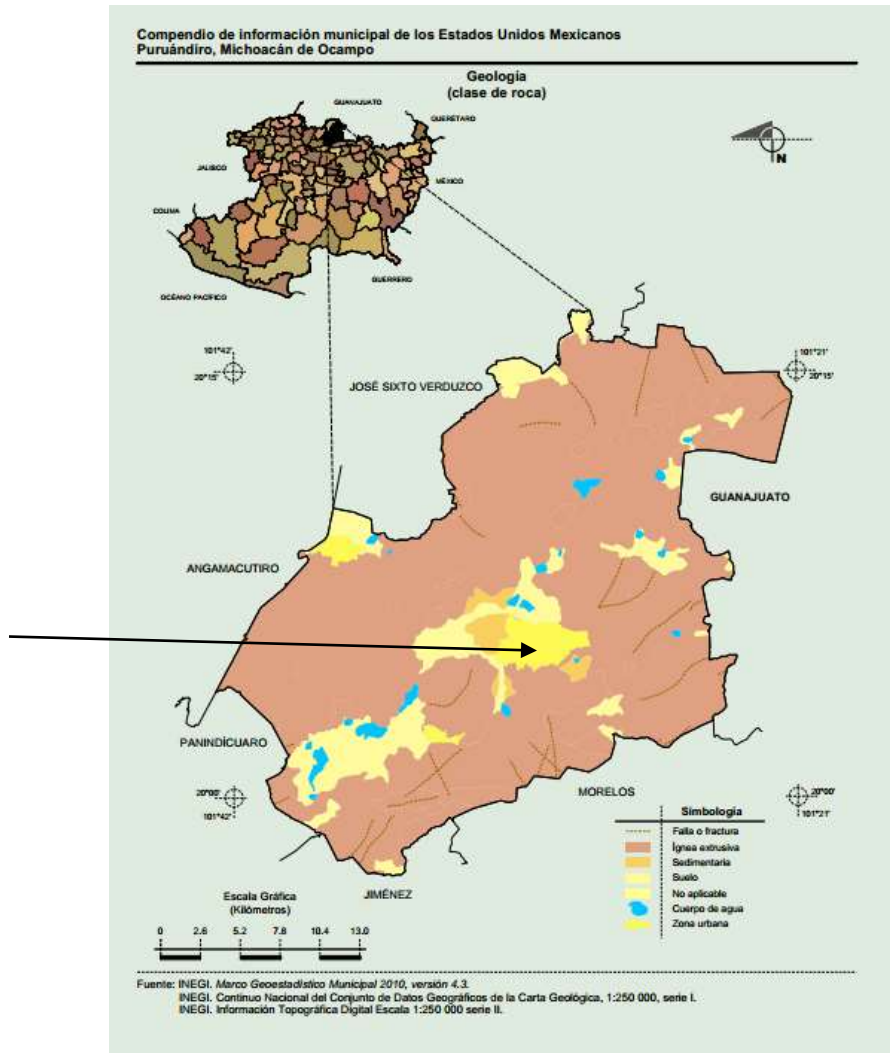 Compendio de información municipal de los Estados Unidos Mexicanos
Puruándiro, Michoacán de Ocampo
Geología
(clase de roca)
GUANAJUATO
QUERÉTARO
JALISCO
MÉXICO
COLIMA
GUERRERO
OCÉANO PACÍFICO
N
101°42'
20°15'
101°21'
20°15'
JOSÉ SIXTO VERDUZCO
GUANAJUATO
ANGAMACUTIRO
PANINDÍCUARO
MORELOS
20°00'
101°42'
20°00'
101°21'
JIMÉNEZ
Simbología
Falla o fractura
Ígnea extrusiva
Sedimentaria
Suelo
No aplicable
Cuerpo de agua
Zona urbana
Escala Gráfica
(Kilómetros)
0 2.6 5.2 7.8 10.4 13.0
Fuente: INEGI. Marco Geoestadístico Municipal 2010, versión 4.3.
INEGI. Continuo Nacional del Conjunto de Datos Geográficos de la Carta Geológica, 1:250 000, serie I.
INEGI. Información Topográfica Digital Escala 1:250 000 serie II.